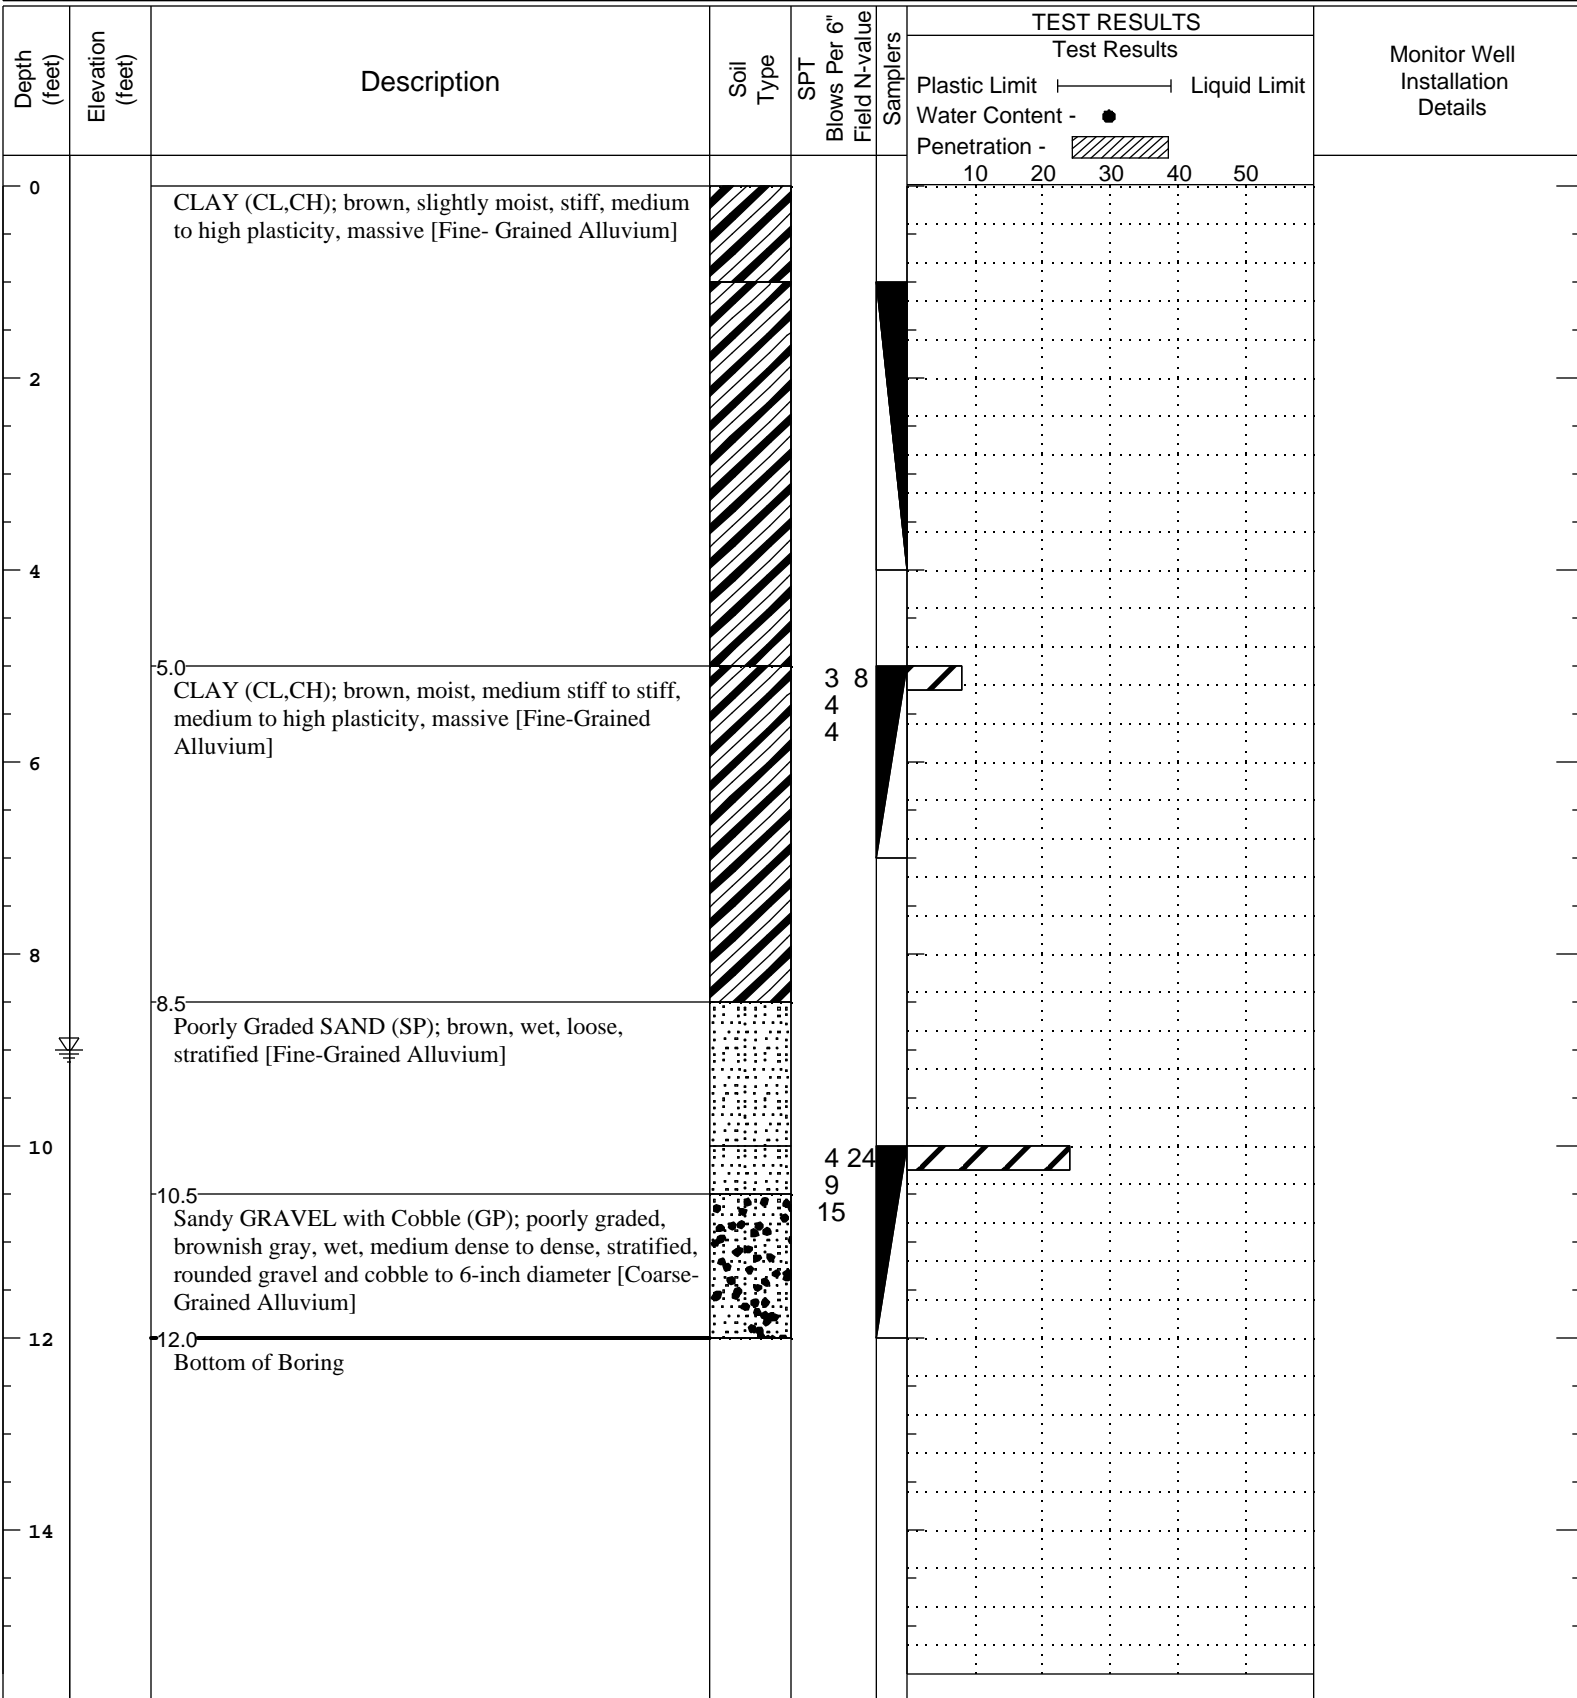 Depth
(feet)
Elevation
(feet)
Description
Soil
Type
SPT
Blows Per 6"
Field N-value
Samplers
TEST RESULTS
Test Results
Plastic Limit Liquid Limit
Water Content -
Penetration -
10 20 30 40 50
Monitor Well
Installation
Details
0
CLAY (CL,CH); brown, slightly moist, stiff, medium
to high plasticity, massive [Fine- Grained Alluvium]
2
4
5.0
CLAY (CL,CH); brown, moist, medium stiff to stiff,
medium to high plasticity, massive [Fine-Grained
Alluvium]
3 8
4
4
6
8
8.5
Poorly Graded SAND (SP); brown, wet, loose,
stratified [Fine-Grained Alluvium]
10
4 24
9
15
10.5
Sandy GRAVEL with Cobble (GP); poorly graded,
brownish gray, wet, medium dense to dense, stratified,
rounded gravel and cobble to 6-inch diameter [Coarse-
Grained Alluvium]
12
12.0
Bottom of Boring
14